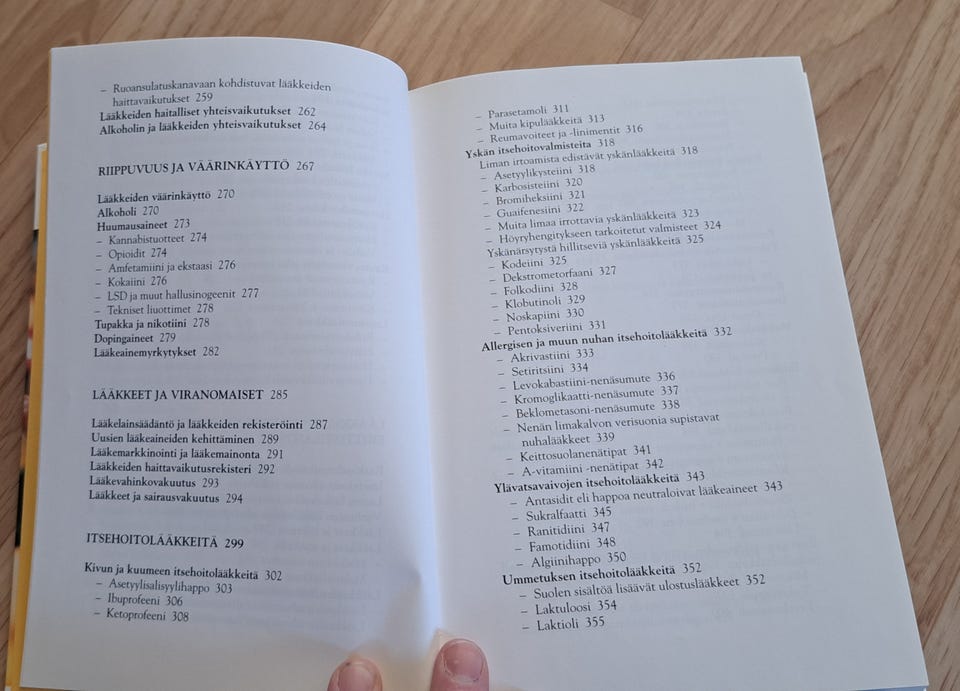 – Ruoansulatuskanavaan kohdistuvat lääkkeiden
haittavaikutukset 259
Lääkkeiden haitalliset yhteisvaikutukset 262
Alkoholin ja lääkkeiden yhteisvaikutukset 264
RIIPPUVUUS JA VÄÄRINKÄYTTÖ 267
Lääkkeiden väärinkäyttö 270
Alkoholi 270
Huumausaineet 273
– Kannabistuotteet 274
– Opioidit 274
– Amfetamiini ja ekstaasi 276
– Kokaiini 276
– LSD ja muut hallusinogeenit 277
– Tekniset liuottimet 278
Tupakka ja nikotiini 278
Dopingaineet 279
Lääkeainemyrkytykset 282
LÄÄKKEET JA VIRANOMAISET 285
Lääkelainsäädäntö ja lääkkeiden rekisteröinti 287
Uusien lääkeaineiden kehittäminen 289
Lääkemarkkinointi ja lääkemainonta 291
Lääkkeiden haittavaikutusrekisteri 292
Lääkevahinkovakuutus 293
Lääkkeet ja sairausvakuutus 294
ITSEHOITOLÄÄKKEITÄ 299
Kivun ja kuumeen itsehoitolääkkeitä 302
– Asetyylisalisyylihappo 303
– Ibuprofeeni 306
– Ketoprofeeni 308
– Parasetamoli 311
– Muita kipulääkkeitä 313
– Reumavoiteet ja -linimentit 316
Yskän itsehoitovalmisteita 318
Liman irtoamista edistävät yskänlääkkeitä 318
– Asetyylikysteiini 318
– Karbosisteiini 320
– Bromiheksiini 321
– Guaifenesiini 322
– Muita limaa irrottavia yskänlääkkeitä 323
– Höyryhengitykseen tarkoitetut valmisteet 324
Yskänärsytystä hillitseviä yskänlääkkeitä 325
– Kodeiini 325
– Dekstrometorfaani 327
– Folkodiini 328
– Klobutinoli 329
– Noskapiini 330
– Pentoksiveriini 331
Allergisen ja muun nuhan itsehoitolääkkeitä 332
– Akrivastiini 333
– Setiritsiini 334
– Levokabastiini-nenäsumute 336
– Kromoglikaatti-nenäsumute 337
– Beklometasoni-nenäsumute 338
– Nenän limakalvon verisuonia supistavat
nuhalääkkeet 339
– Keittosuolanenätipat 341
– A-vitamiini -nenätipat 342
Ylävatsavaivojen itsehoitolääkkeitä 343
– Antasidit eli happoa neutraloivat lääkeaineet 343
– Sukralfaatti 345
– Ranitidiini 347
– Famotidiini 348
– Algiinihappo 350
Ummetuksen itsehoitolääkkeitä 352
– Suolen sisältöä lisäävät ulostuslääkkeet 352
– Laktuloosi 354
– Laktioli 355